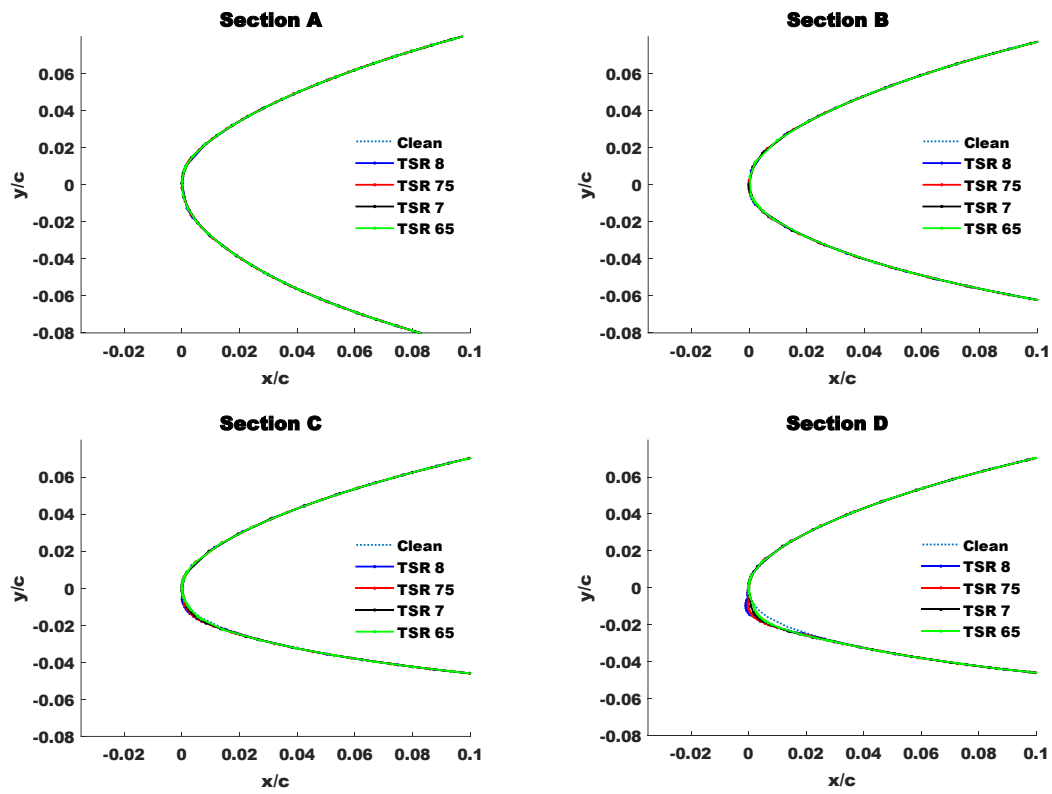 Section A
0.06
0.04
0.02
0
-0.02
-0.04
-0.06
-0.08
y/c
-0.02 0 0.02 0.04 0.06 0.08 0.1
x/c
Clean
TSR 8
TSR 75
TSR 7
TSR 65
Section B
0.06
0.04
0.02
0
-0.02
-0.04
-0.06
-0.08
y/c
-0.02 0 0.02 0.04 0.06 0.08 0.1
x/c
Clean
TSR 8
TSR 75
TSR 7
TSR 65
Section C
0.06
0.04
0.02
0
-0.02
-0.04
-0.06
-0.08
y/c
-0.02 0 0.02 0.04 0.06 0.08 0.1
x/c
Clean
TSR 8
TSR 75
TSR 7
TSR 65
Section D
0.06
0.04
0.02
0
-0.02
-0.04
-0.06
-0.08
y/c
-0.02 0 0.02 0.04 0.06 0.08 0.1
x/c
Clean
TSR 8
TSR 75
TSR 7
TSR 65